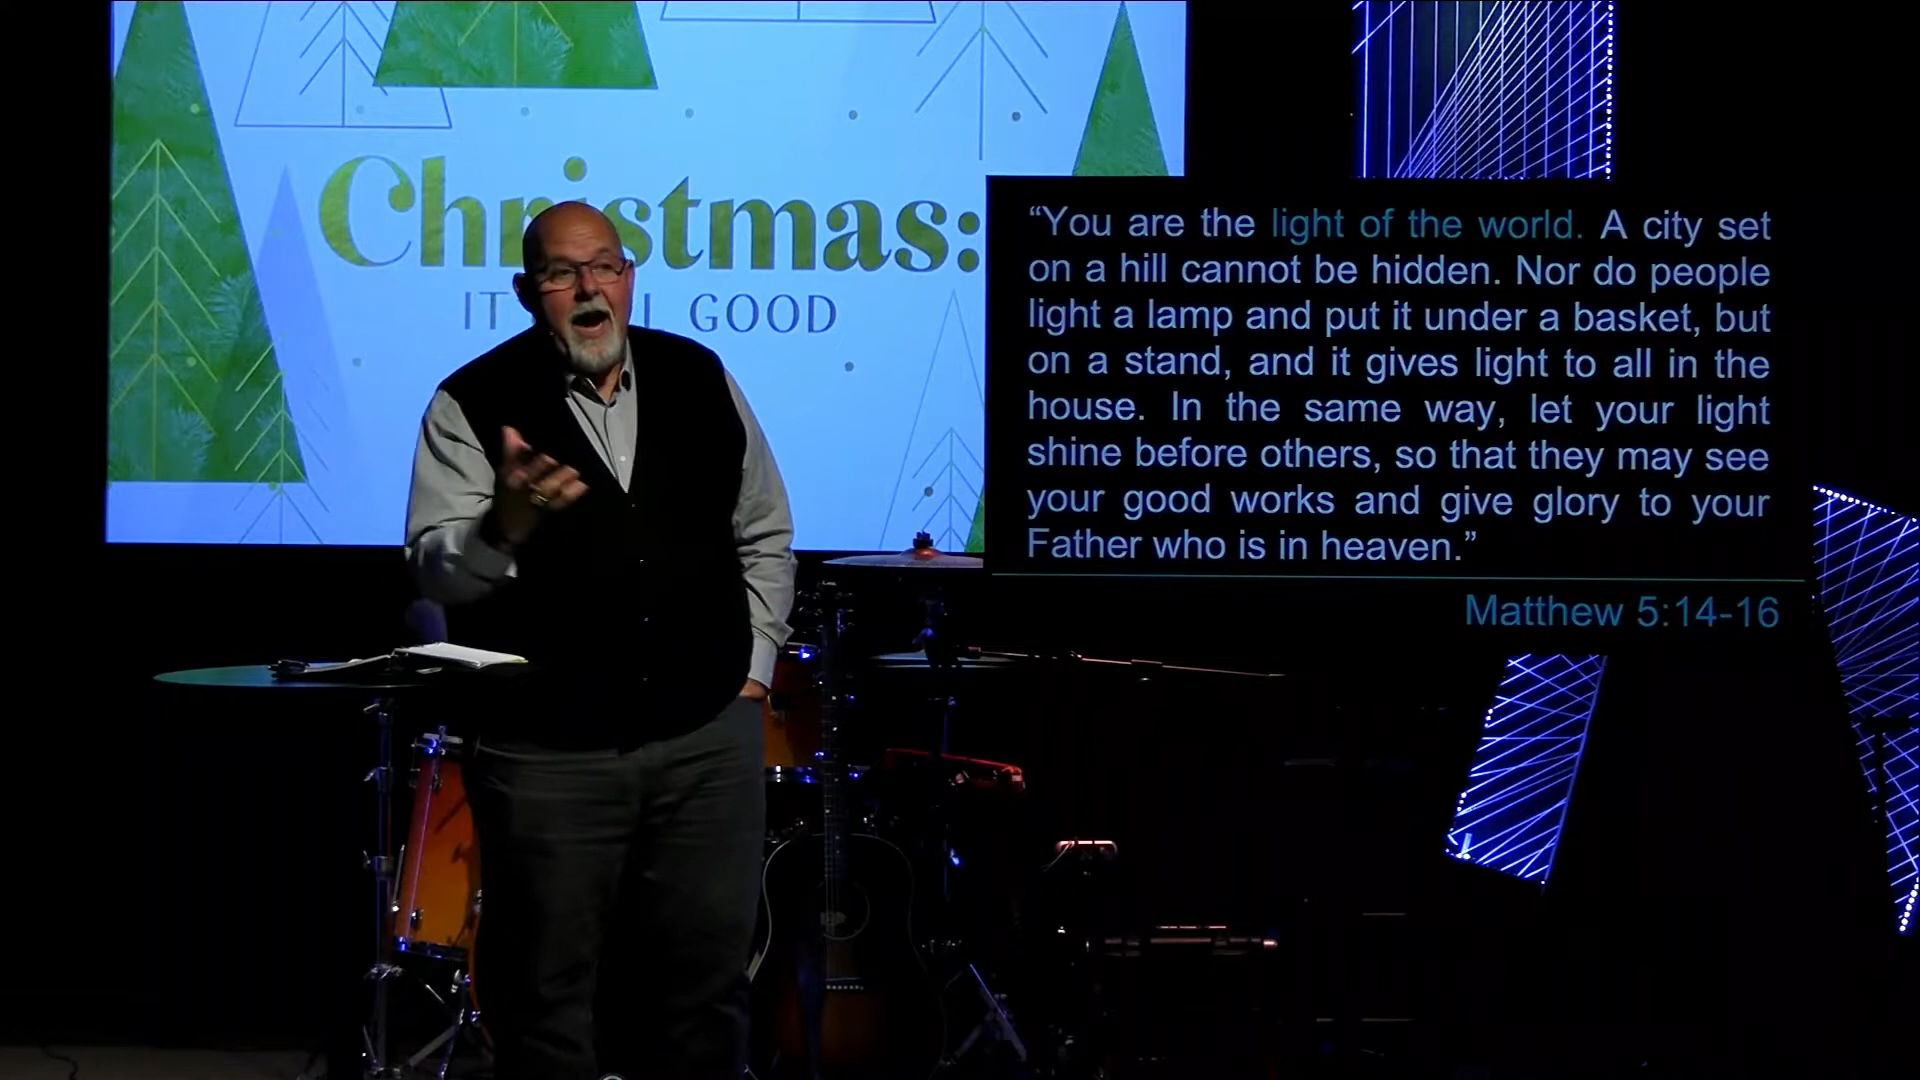 Christmas:
IT GOOD
“You are the light of the world. A city set
on a hill cannot be hidden. Nor do people
light a lamp and put it under a basket, but
on a stand, and it gives light to all in the
house. In the same way, let your light
shine before others, so that they may see
your good works and give glory to your
Father who is in heaven.”
Matthew 5:14-16